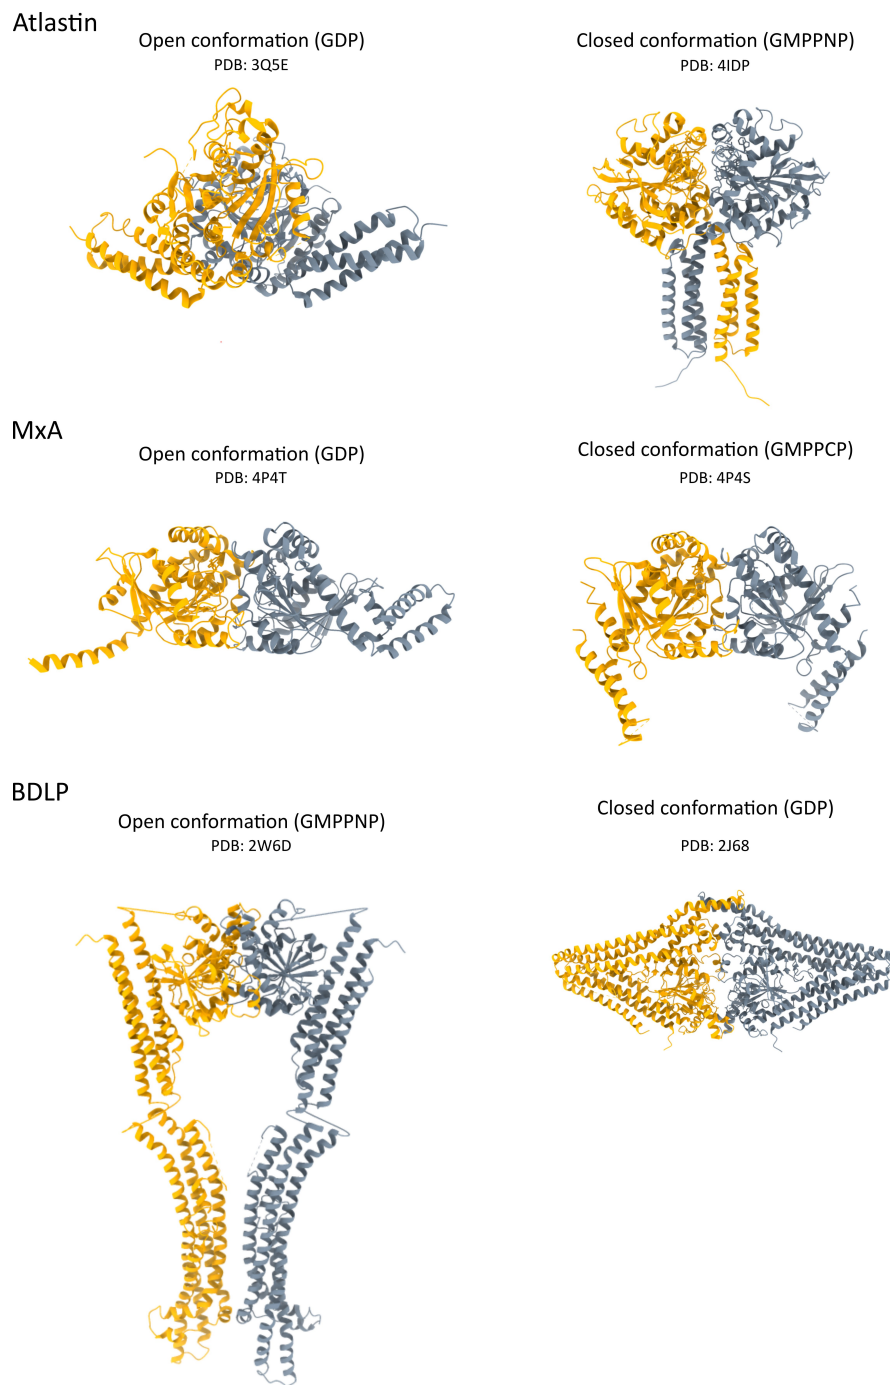 Atlastin
Open conformation (GDP)
PDB: 3Q5E
Closed conformation (GMPPNP)
PDB: 4IDP
MxA
Open conformation (GDP)
PDB: 4P4T
Closed conformation (GMPPCP)
PDB: 4P4S
BDLP
Open conformation (GMPPNP)
PDB: 2W6D
Closed conformation (GDP)
PDB: 2J68